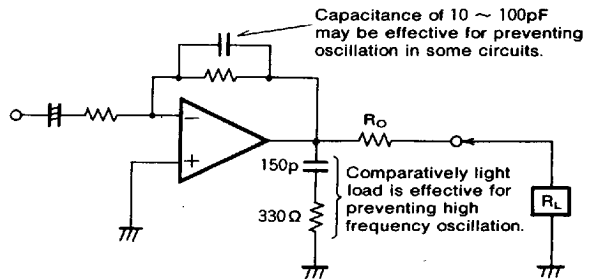 Capacitance of 10 ~ 100pF
may be effective for preventing
oscillation in some circuits.
−
+
Ro
150p
330Ω
Comparatively light
load is effective for
preventing high
frequency oscillation.
RL